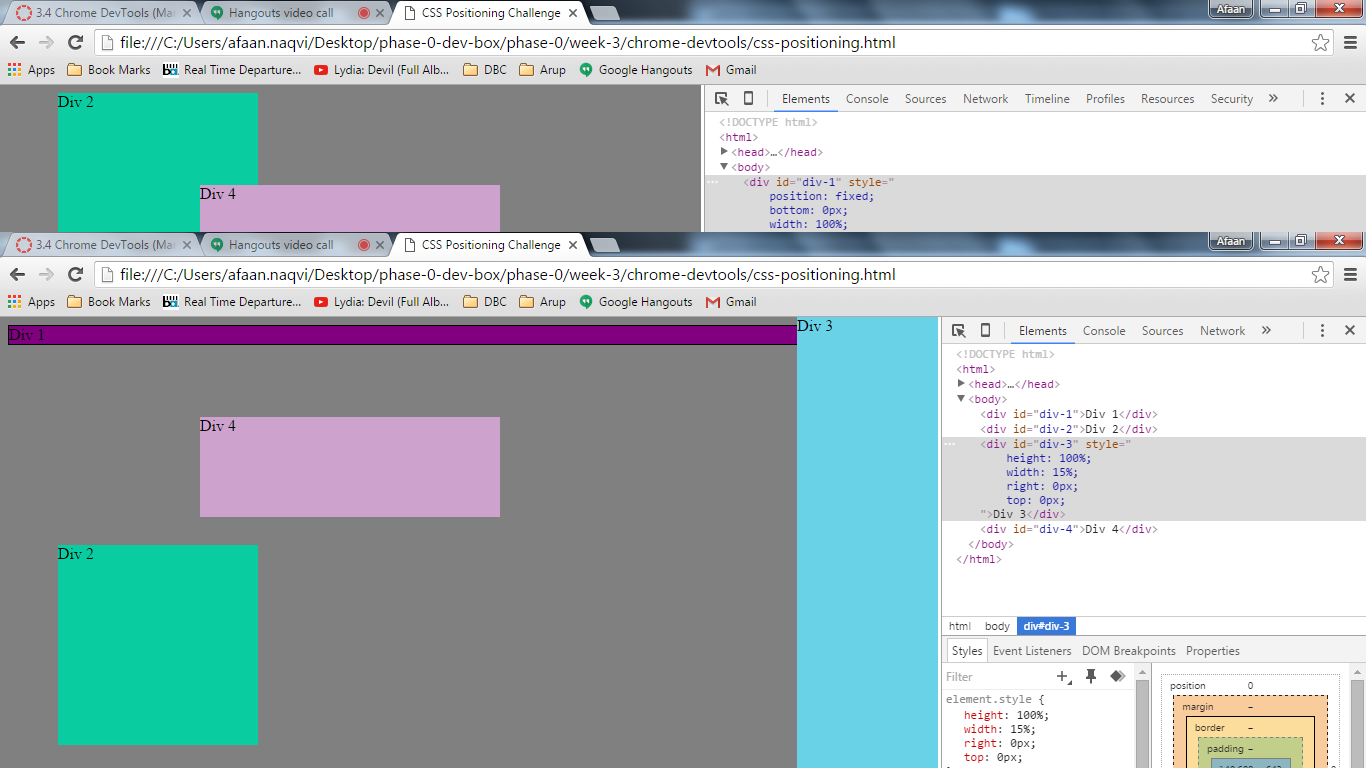 3.4 Chrome DevTools (Ma Hangouts video call CSS Positioning Challenge Afaan
file:///C:/Users/afaan.naqvi/Desktop/phase-0-dev-box/phase-0/week-3/chrome-devtools/css-positioning.html
Apps Book Marks Real Time Departure... Lydia: Devil (Full Alb... DBC Arup Google Hangouts Gmail
Div 2
Div 4
Elements Console Sources Network Timeline Profiles Resources Security »
<!DOCTYPE html>
<html>
<head>…</head>
<body>
<div id="div-1" style="
position: fixed;
bottom: 0px;
width: 100%;
3.4 Chrome DevTools (Ma Hangouts video call CSS Positioning Challenge Afaan
file:///C:/Users/afaan.naqvi/Desktop/phase-0-dev-box/phase-0/week-3/chrome-devtools/css-positioning.html
Apps Book Marks Real Time Departure... Lydia: Devil (Full Alb... DBC Arup Google Hangouts Gmail
Div 1
Div 3
Div 4
Div 2
Elements Console Sources Network »
<!DOCTYPE html>
<html>
<head>…</head>
<body>
<div id="div-1">Div 1</div>
<div id="div-2">Div 2</div>
<div id="div-3" style="
height: 100%;
width: 15%;
right: 0px;
top: 0px;
">Div 3</div>
<div id="div-4">Div 4</div>
</body>
</html>
html body div#div-3
Styles Event Listeners DOM Breakpoints Properties
Filter
element.style {
height: 100%;
width: 15%;
right: 0px;
top: 0px;
position 0
margin –
border –
padding –